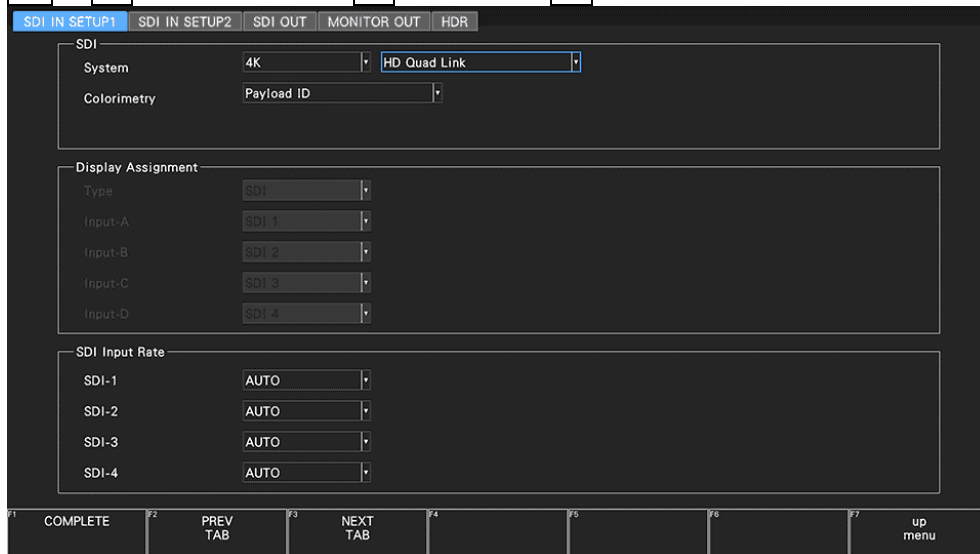 SDI IN SETUP1 SDI IN SETUP2 SDI OUT MONITOR OUT HDR
SDI
System 4K HD Quad Link
Colorimetry Payload ID
Display Assignment
Type SDI
Input-A SDI 1
Input-B SDI 2
Input-C SDI 3
Input-D SDI 4
SDI Input Rate
SDI-1 AUTO
SDI-2 AUTO
SDI-3 AUTO
SDI-4 AUTO
F1 COMPLETE F2 PREV F3 NEXT F4 F5 F6 F7 up
TAB TAB menu